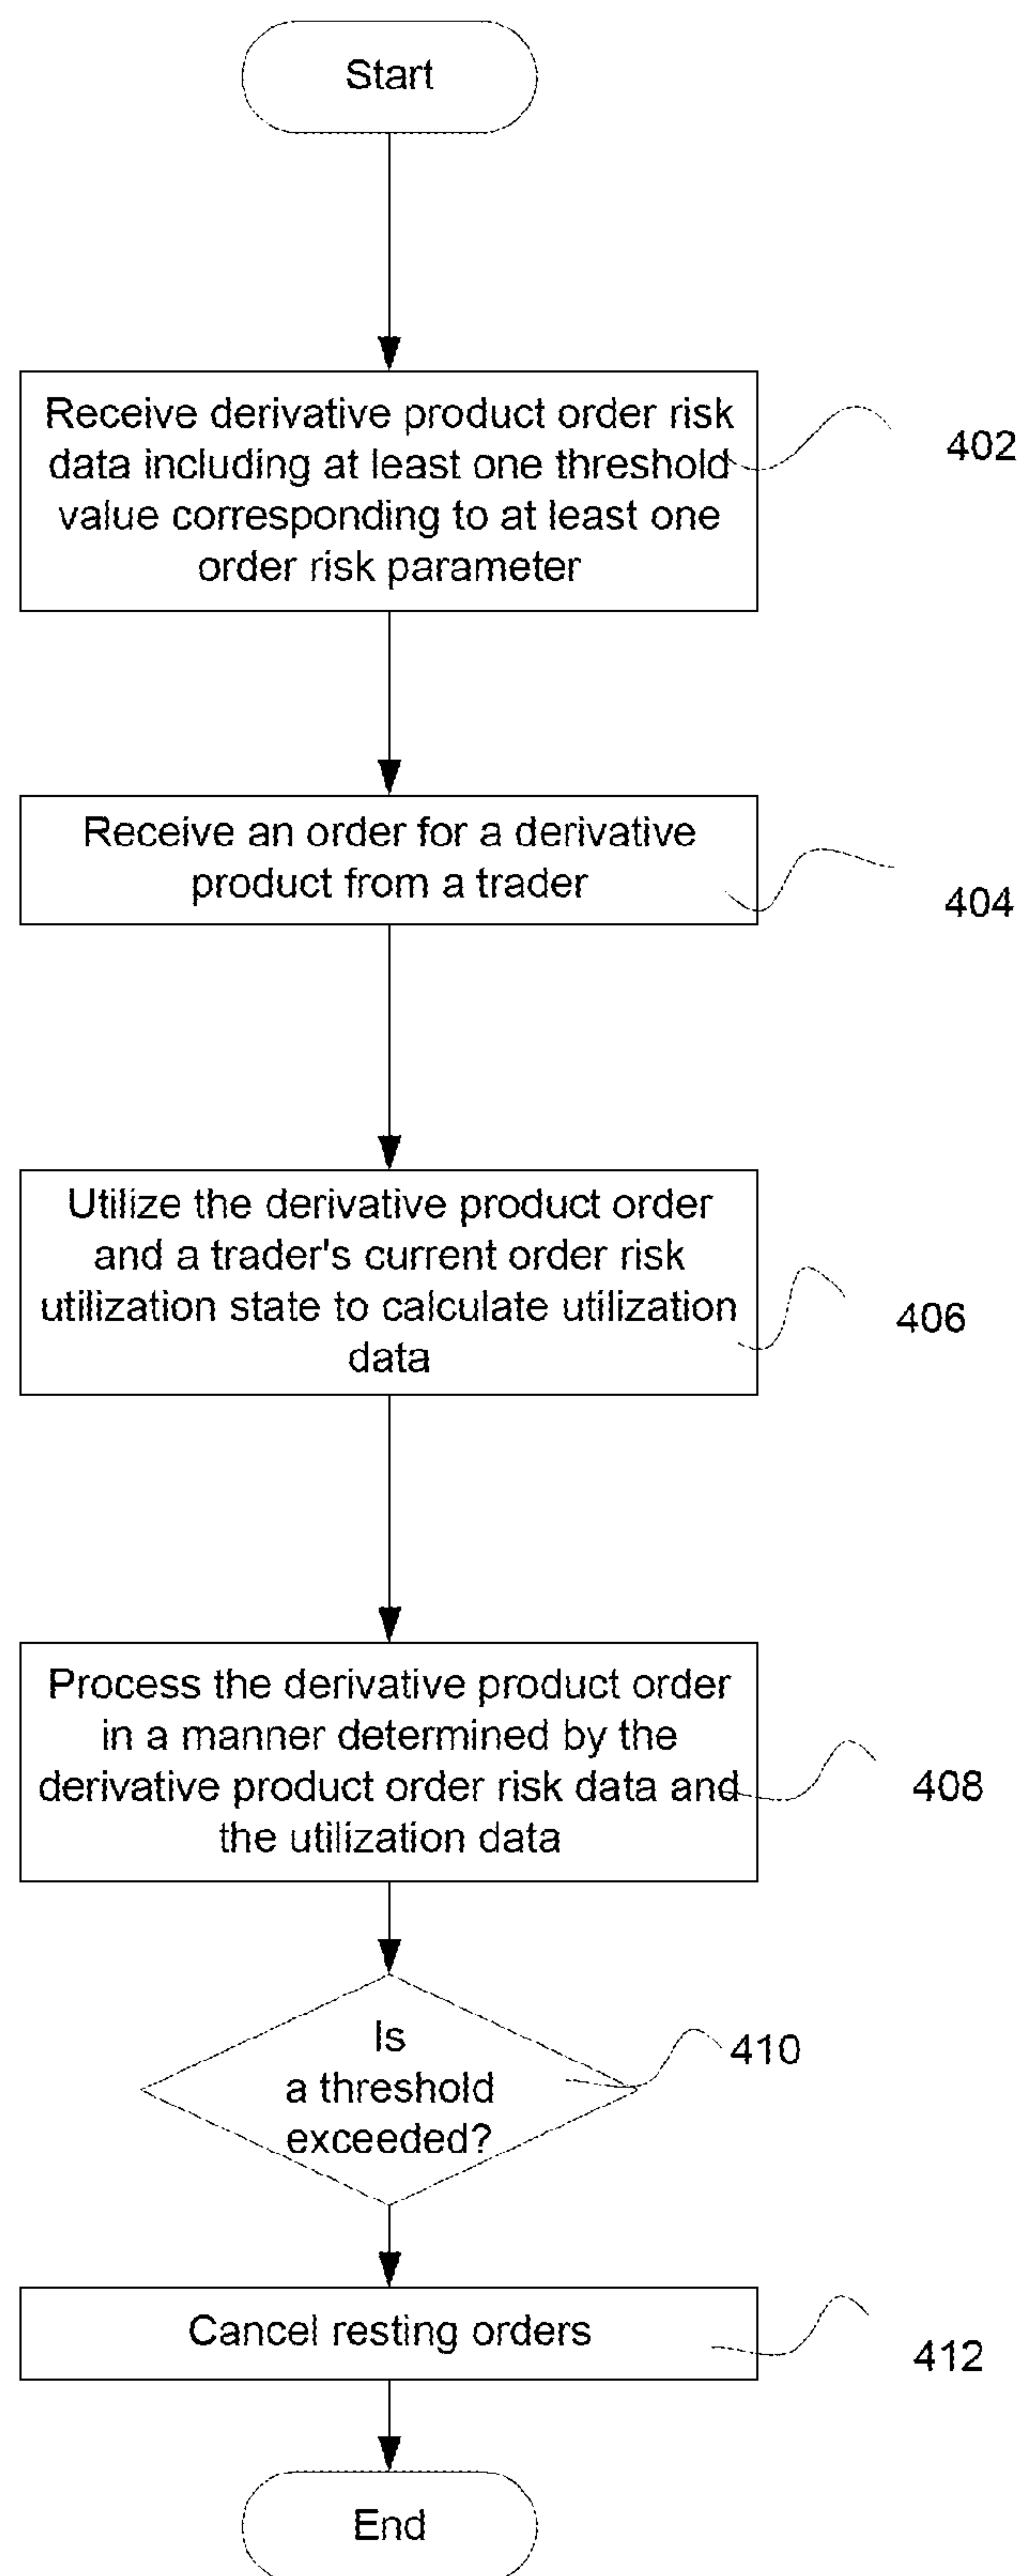 Start
Receive derivative product order risk
data including at least one threshold
value corresponding to at least one
order risk parameter
402
Receive an order for a derivative
product from a trader
404
Utilize the derivative product order
and a trader's current order risk
utilization state to calculate utilization
data
406
Process the derivative product order
in a manner determined by the
derivative product order risk data and
the utilization data
408
Is
a threshold
exceeded?
410
Cancel resting orders
412
End